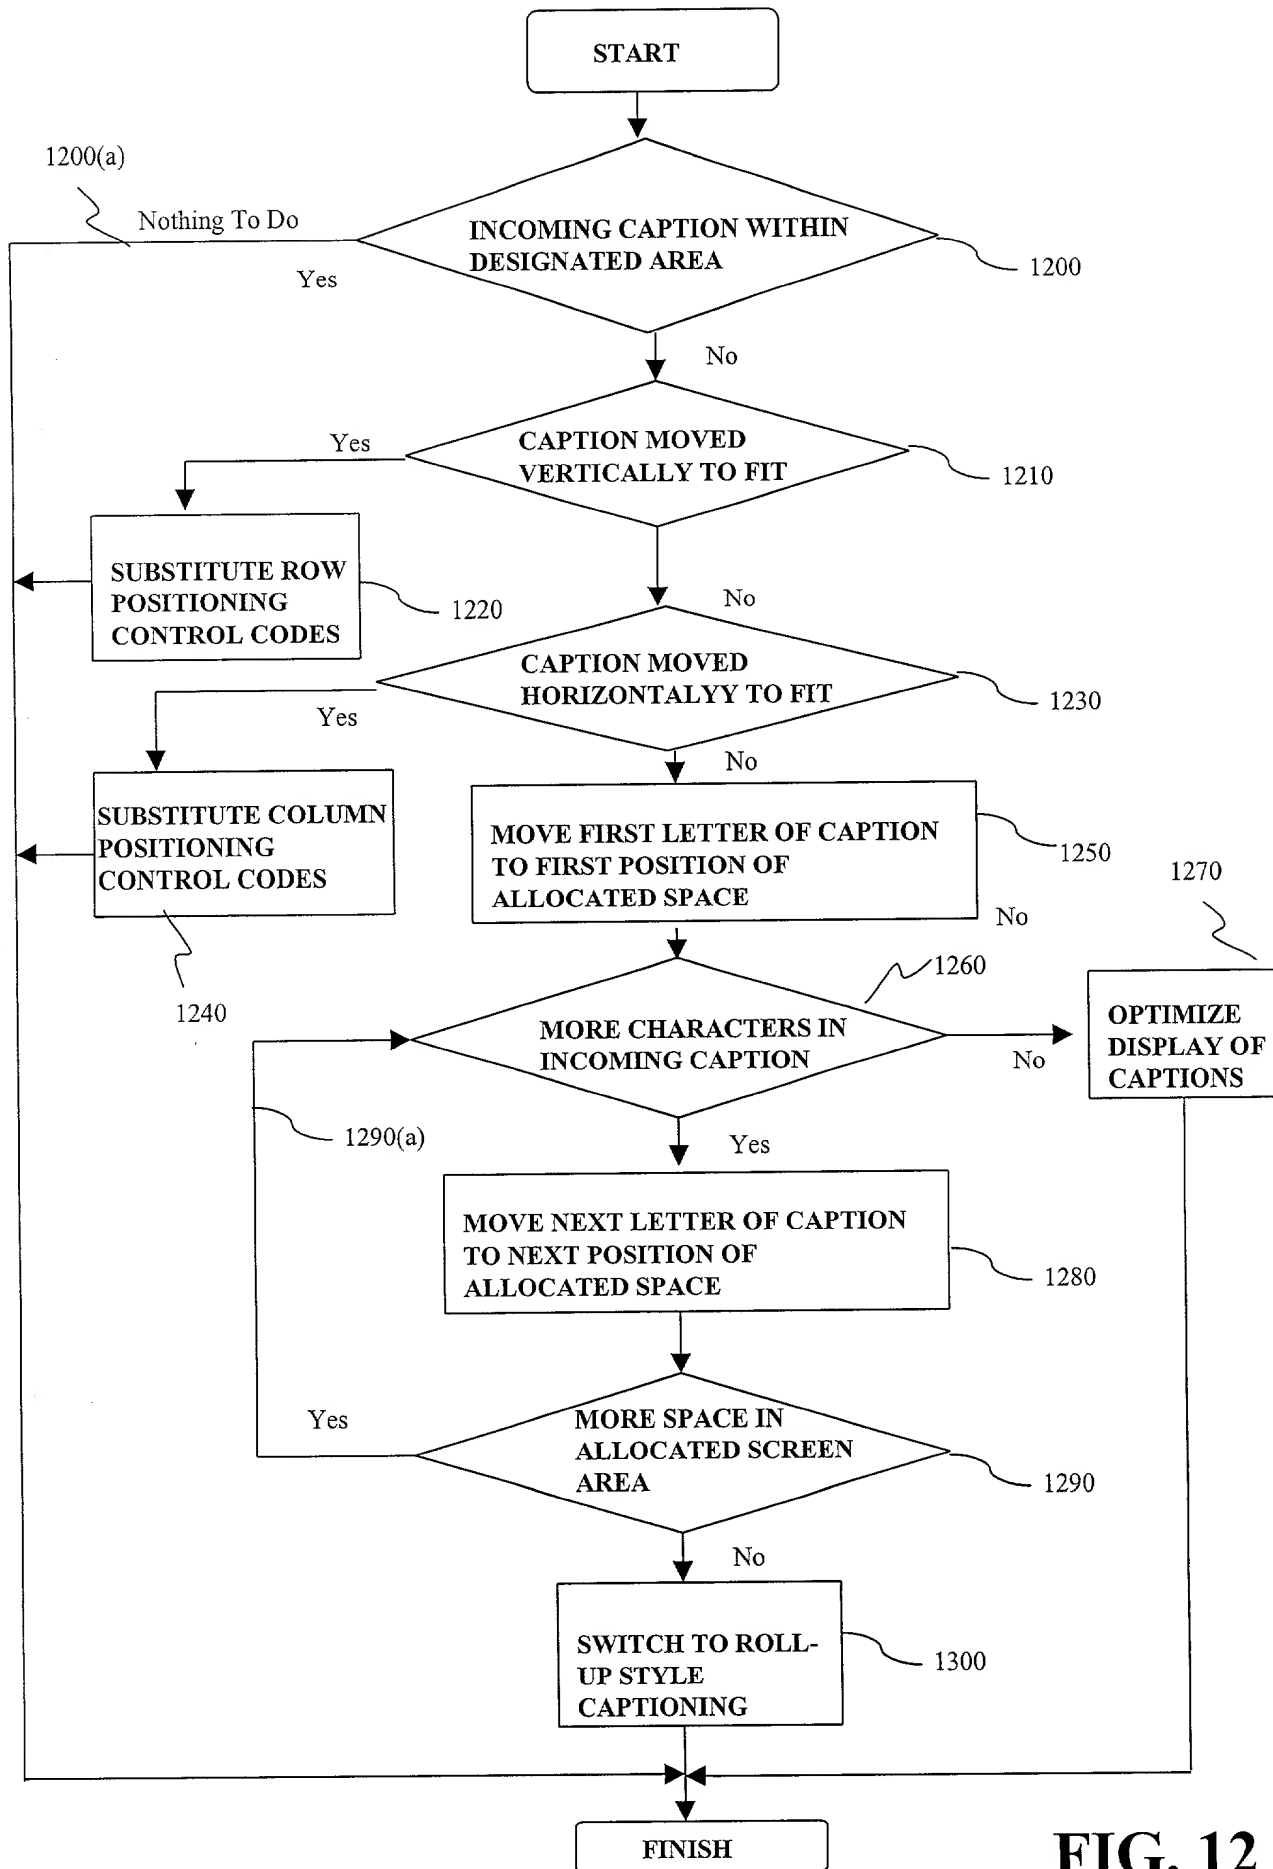 START
1200(a)
Nothing To Do
INCOMING CAPTION WITHIN
DESIGNATED AREA
1200
Yes
No
Yes
CAPTION MOVED
VERTICALLY TO FIT
1210
SUBSTITUTE ROW
POSITIONING
CONTROL CODES
1220
No
CAPTION MOVED
HORIZONTALYY TO FIT
1230
Yes
No
SUBSTITUTE COLUMN
POSITIONING
CONTROL CODES
1240
MOVE FIRST LETTER OF CAPTION
TO FIRST POSITION OF
ALLOCATED SPACE
1250
No
1270
1260
MORE CHARACTERS IN
INCOMING CAPTION
No
OPTIMIZE
DISPLAY OF
CAPTIONS
1290(a)
Yes
MOVE NEXT LETTER OF CAPTION
TO NEXT POSITION OF
ALLOCATED SPACE
1280
Yes
MORE SPACE IN
ALLOCATED SCREEN
AREA
1290
No
SWITCH TO ROLL-
UP STYLE
CAPTIONING
1300
FINISH
FIG. 12